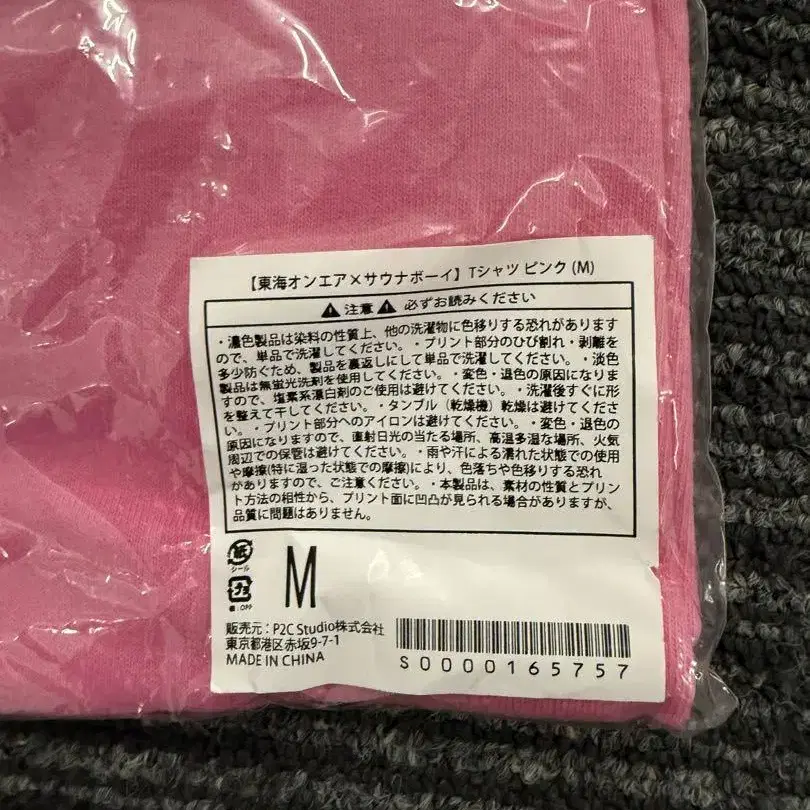 【東海オンエア×サウナボーイ】Tシャツ ピンク (M)
⚠ 注意 ⚠ 必ずお読みください
・濃色製品は染料の性質上、他の洗濯物に色移りする恐れがあります
ので、単品で洗濯してください。・プリント部分のひび割れ・剥離を
多少防ぐため、製品を裏返しにして単品で洗濯してください。・淡色
製品は無蛍光洗剤を使用してください。・変色・退色の原因になりま
すので、塩素系漂白剤のご使用は避けてください。・洗濯後すぐに形
を整えて干してください。・タンブル（乾燥機）乾燥は避けてくださ
い。・プリント部分へのアイロンは避けてください。・変色・退色の
原因になりますので、直射日光の当たる場所、高温多湿な場所、火気
周辺での保管は避けてください。・雨や汗による濡れた状態での使用
や摩擦(特に湿った状態での摩擦)により、色落ちや色移りする恐れ
がありますので、ご注意ください。・本製品は、素材の性質とプリン
ト方法の相性から、プリント面に凹凸が見られる場合がありますが、
品質に問題はありません。
紙
シール
プラ
袋：OPP
M
販売元：P2C Studio株式会社
東京都港区赤坂9-7-1
MADE IN CHINA
S0000165757